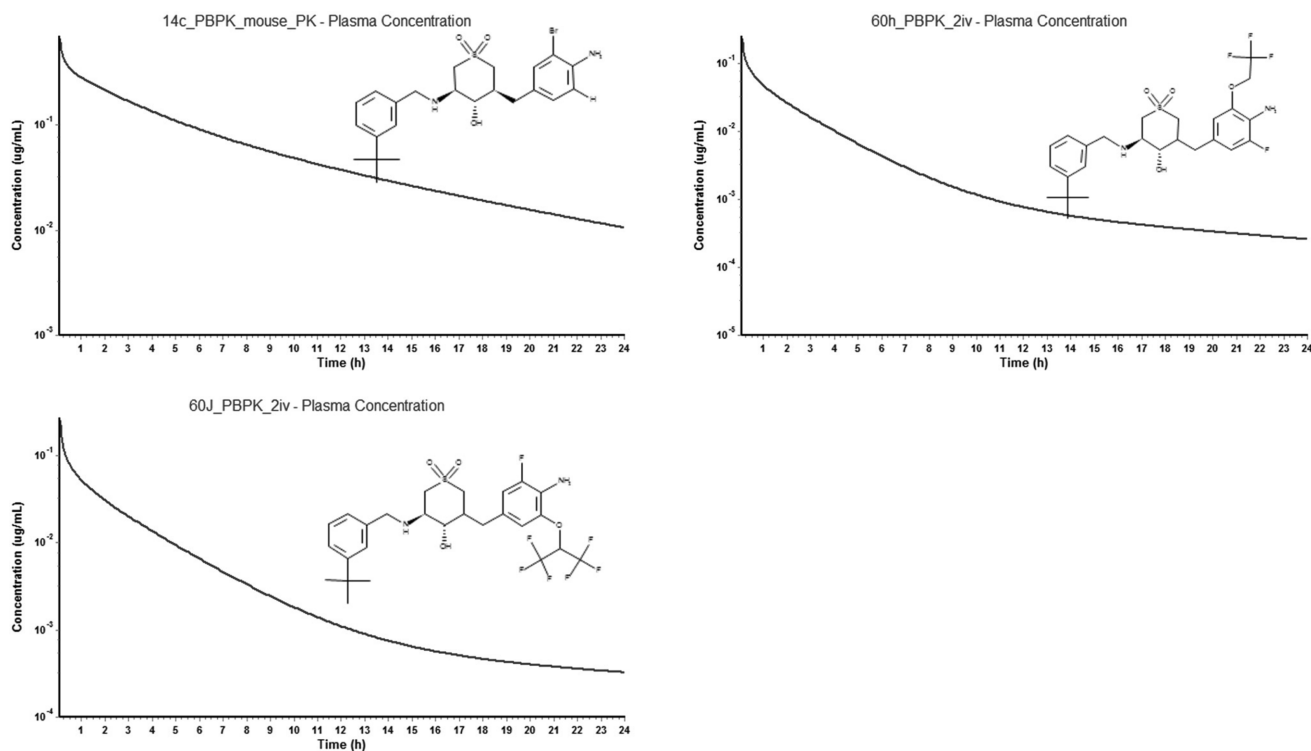 14c_PBPK_mouse_PK - Plasma Concentration
Concentration (ug/mL)
10⁻¹
10⁻²
10⁻³
1 2 3 4 5 6 7 8 9 10 11 12 13 14 15 16 17 18 19 20 21 22 23 24
Time (h)
O O
S
Br
NH₂
N
H
OH
H
60h_PBPK_2iv - Plasma Concentration
Concentration (ug/mL)
10⁻¹
10⁻²
10⁻³
10⁻⁴
10⁻⁵
1 2 3 4 5 6 7 8 9 10 11 12 13 14 15 16 17 18 19 20 21 22 23 24
Time (h)
F
F
F
O
O O
S
NH₂
N
H
OH
F
60J_PBPK_2iv - Plasma Concentration
Concentration (ug/mL)
10⁻¹
10⁻²
10⁻³
10⁻⁴
1 2 3 4 5 6 7 8 9 10 11 12 13 14 15 16 17 18 19 20 21 22 23 24
Time (h)
O O
S
F
NH₂
N
H
OH
O
F F
F F
F F